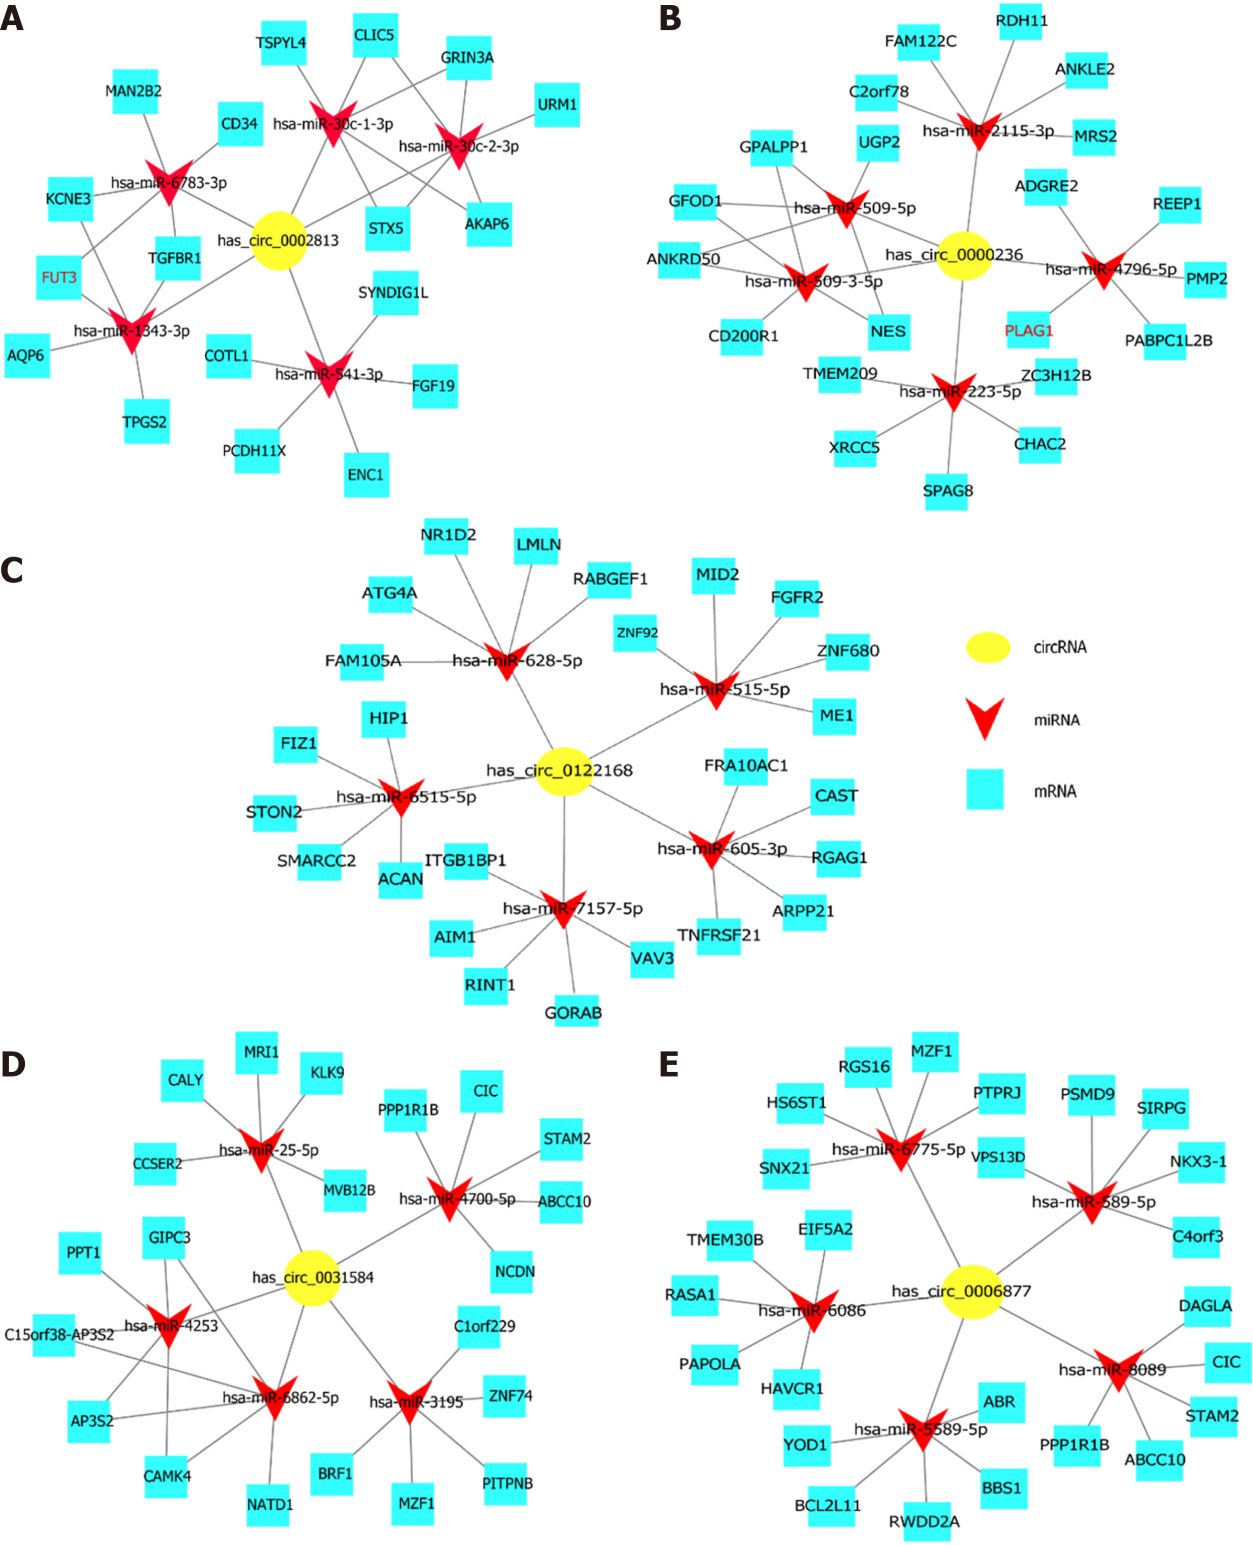 A
TSPYL4
CLIC5
GRIN3A
MAN2B2
URM1
CD34
hsa-miR-30c-1-3p
hsa-miR-30c-2-3p
hsa-miR-6783-3p
KCNE3
STX5
AKAP6
has_circ_0002813
TGFBR1
FUT3
SYNDIG1L
hsa-miR-1343-3p
AQP6
COTL1
hsa-miR-541-3p
FGF19
TPGS2
PCDH11X
ENC1
B
RDH11
FAM122C
ANKLE2
C2orf78
hsa-miR-2115-3p
MRS2
GPALPP1
UGP2
ADGRE2
GFOD1
hsa-miR-509-5p
REEP1
ANKRD50
has_circ_0000236
hsa-miR-4796-5p
hsa-miR-509-3-5p
PMP2
CD200R1
NES
PLAG1
PABPC1L2B
TMEM209
ZC3H12B
hsa-miR-223-5p
XRCC5
CHAC2
SPAG8
C
NR1D2
LMLN
RABGEF1
ATG4A
MID2
FGFR2
ZNF92
ZNF680
FAM105A
hsa-miR-628-5p
hsa-miR-515-5p
ME1
HIP1
FIZ1
has_circ_0122168
FRA10AC1
hsa-miR-6515-5p
CAST
STON2
SMARCC2
ACAN
ITGB1BP1
hsa-miR-605-3p
RGAG1
hsa-miR-7157-5p
ARPP21
AIM1
TNFRSF21
VAV3
RINT1
GORAB
circRNA
miRNA
mRNA
D
MRI1
CALY
KLK9
CIC
PPP1R1B
STAM2
hsa-miR-25-5p
CCSER2
MVB12B
hsa-miR-4700-5p
ABCC10
GIPC3
PPT1
NCDN
has_circ_0031584
C15orf38-AP3S2
hsa-miR-4253
C1orf229
hsa-miR-6862-5p
hsa-miR-3195
ZNF74
AP3S2
CAMK4
BRF1
PITPNB
NATD1
MZF1
E
MZF1
RGS16
PTPRJ
PSMD9
HS6ST1
SIRPG
hsa-miR-6775-5p
VPS13D
NKX3-1
SNX21
hsa-miR-589-5p
EIF5A2
TMEM30B
C4orf3
RASA1
has_circ_0006877
hsa-miR-6086
DAGLA
PAPOLA
hsa-miR-8089
CIC
HAVCR1
ABR
STAM2
hsa-miR-5589-5p
YOD1
PPP1R1B
ABCC10
BBS1
BCL2L11
RWDD2A